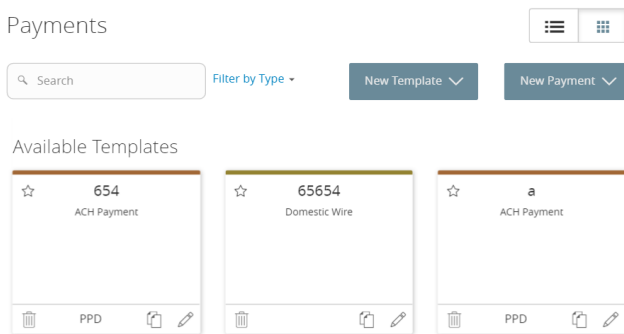 Payments
Search
Filter by Type
New Template
New Payment
Available Templates
654
ACH Payment
PPD
65654
Domestic Wire
a
ACH Payment
PPD